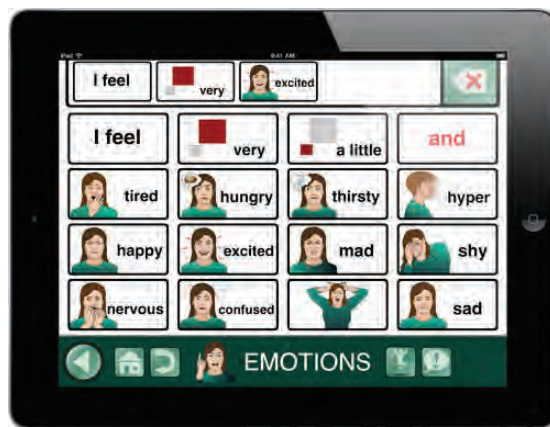 iPad 9:41 AM
I feel very excited
I feel very a little and
tired hungry thirsty hyper
happy excited mad shy
nervous confused sad
EMOTIONS